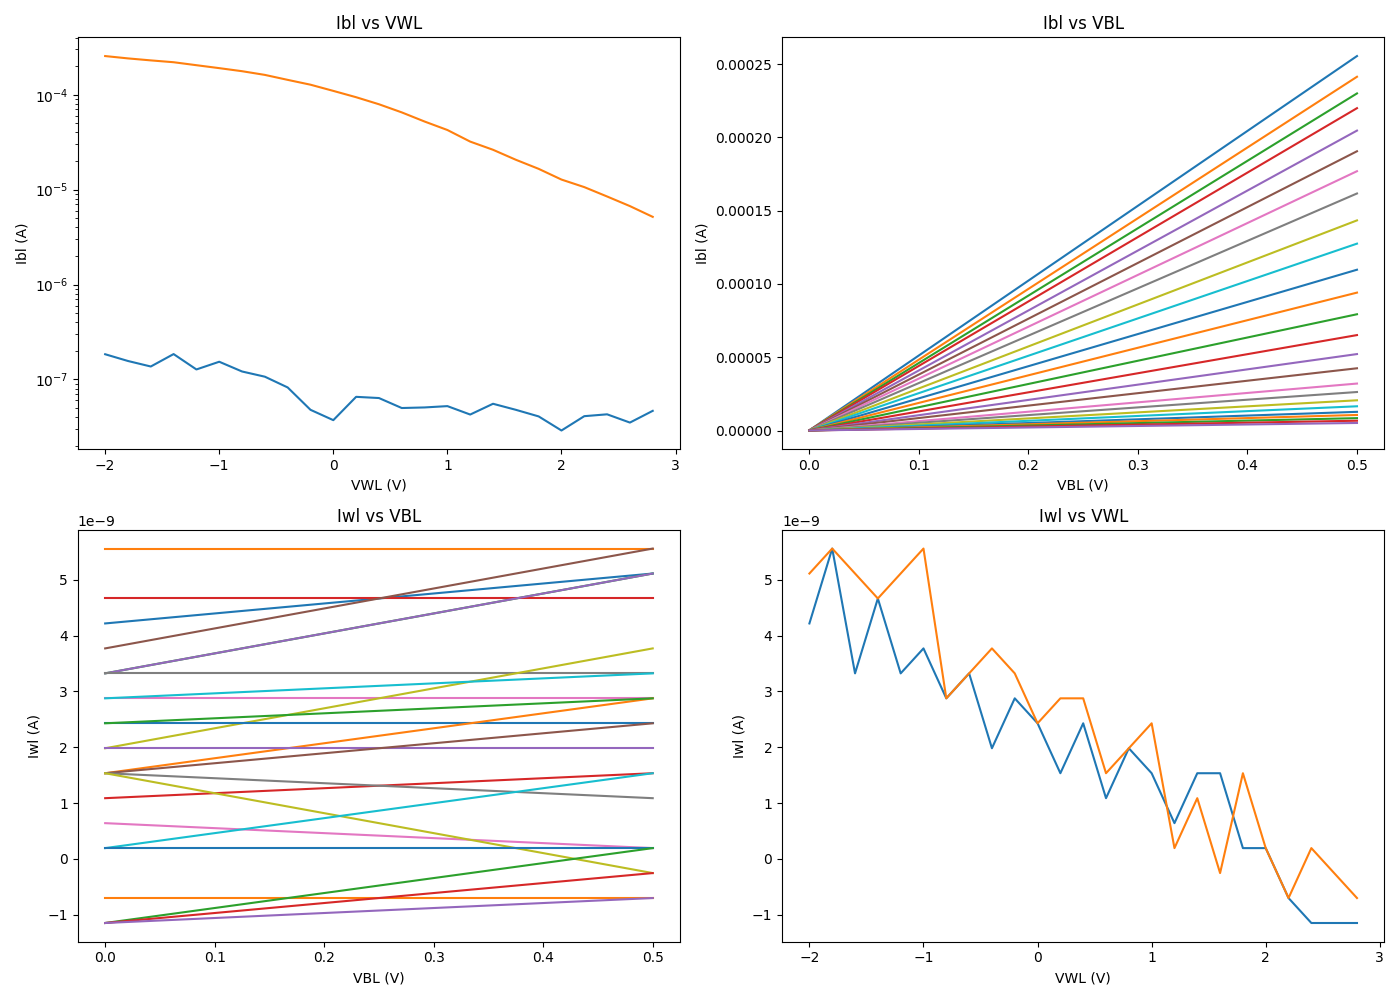 Ibl vs VWL
Ibl (A)
10⁻⁴
10⁻⁵
10⁻⁶
10⁻⁷
−2 −1 0 1 2 3
VWL (V)
Ibl vs VBL
Ibl (A)
0.00025
0.00020
0.00015
0.00010
0.00005
0.00000
0.0 0.1 0.2 0.3 0.4 0.5
VBL (V)
Iwl vs VBL
1e−9
Iwl (A)
5
4
3
2
1
0
−1
0.0 0.1 0.2 0.3 0.4 0.5
VBL (V)
Iwl vs VWL
1e−9
Iwl (A)
5
4
3
2
1
0
−1
−2 −1 0 1 2 3
VWL (V)